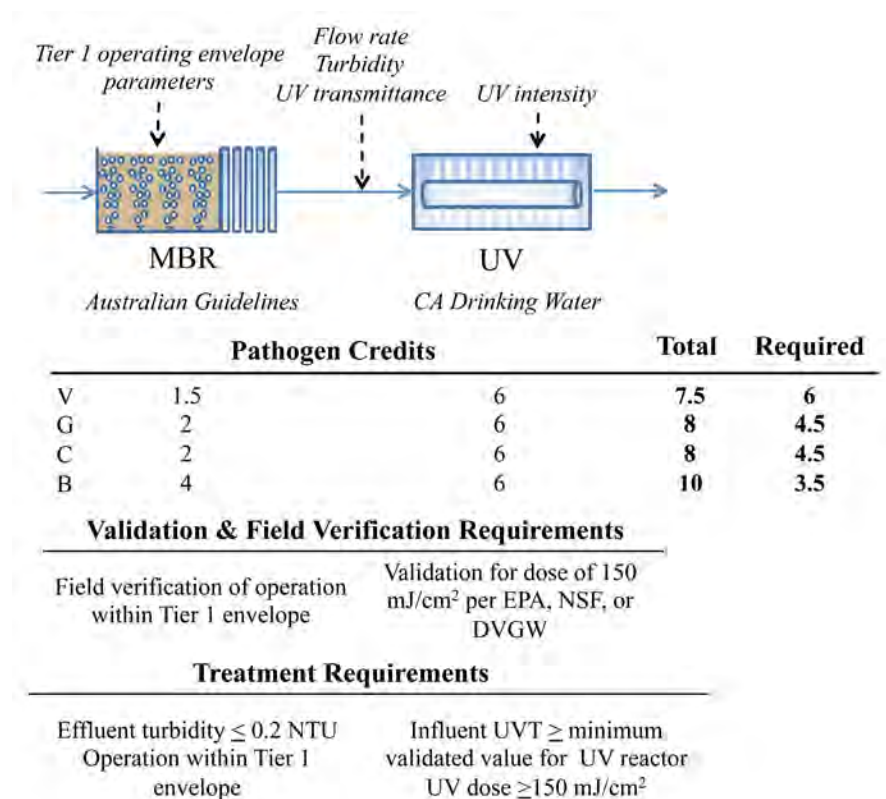 Tier 1 operating envelope
parameters
Flow rate
Turbidity
UV transmittance
UV intensity
MBR
UV
Australian Guidelines
CA Drinking Water
Pathogen Credits Total Required
V 1.5 6 7.5 6
G 2 6 8 4.5
C 2 6 8 4.5
B 4 6 10 3.5
Validation & Field Verification Requirements
Field verification of operation
within Tier 1 envelope
Validation for dose of 150
mJ/cm² per EPA, NSF, or
DVGW
Treatment Requirements
Effluent turbidity ≤ 0.2 NTU
Operation within Tier 1
envelope
Influent UVT ≥ minimum
validated value for UV reactor
UV dose ≥150 mJ/cm²